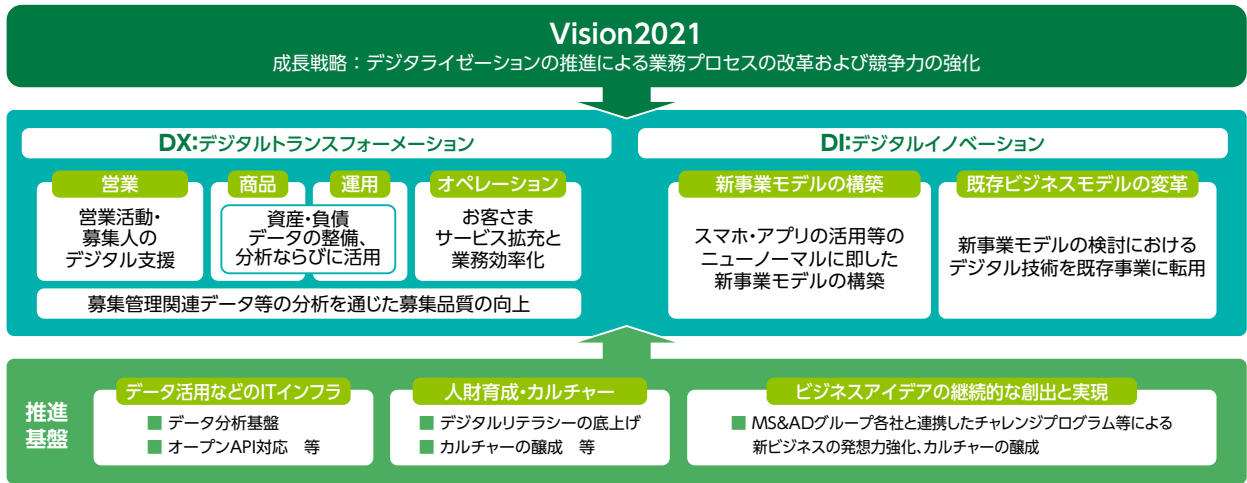 Vision2021
成長戦略：デジタライゼーションの推進による業務プロセスの改革および競争力の強化
DX:デジタルトランスフォーメーション
営業
営業活動・
募集人の
デジタル支援
商品
運用
資産・負債
データの整備、
分析ならびに活用
オペレーション
お客さま
サービス拡充と
業務効率化
募集管理関連データ等の分析を通じた募集品質の向上
DI:デジタルイノベーション
新事業モデルの構築
スマホ・アプリの活用等の
ニューノーマルに即した
新事業モデルの構築
既存ビジネスモデルの変革
新事業モデルの検討における
デジタル技術を既存事業に転用
推進
基盤
データ活用などのITインフラ
■ データ分析基盤
■ オープンAPI対応　等
人財育成・カルチャー
■ デジタルリテラシーの底上げ
■ カルチャーの醸成　等
ビジネスアイデアの継続的な創出と実現
■ MS&ADグループ各社と連携したチャレンジプログラム等による
新ビジネスの発想力強化、カルチャーの醸成